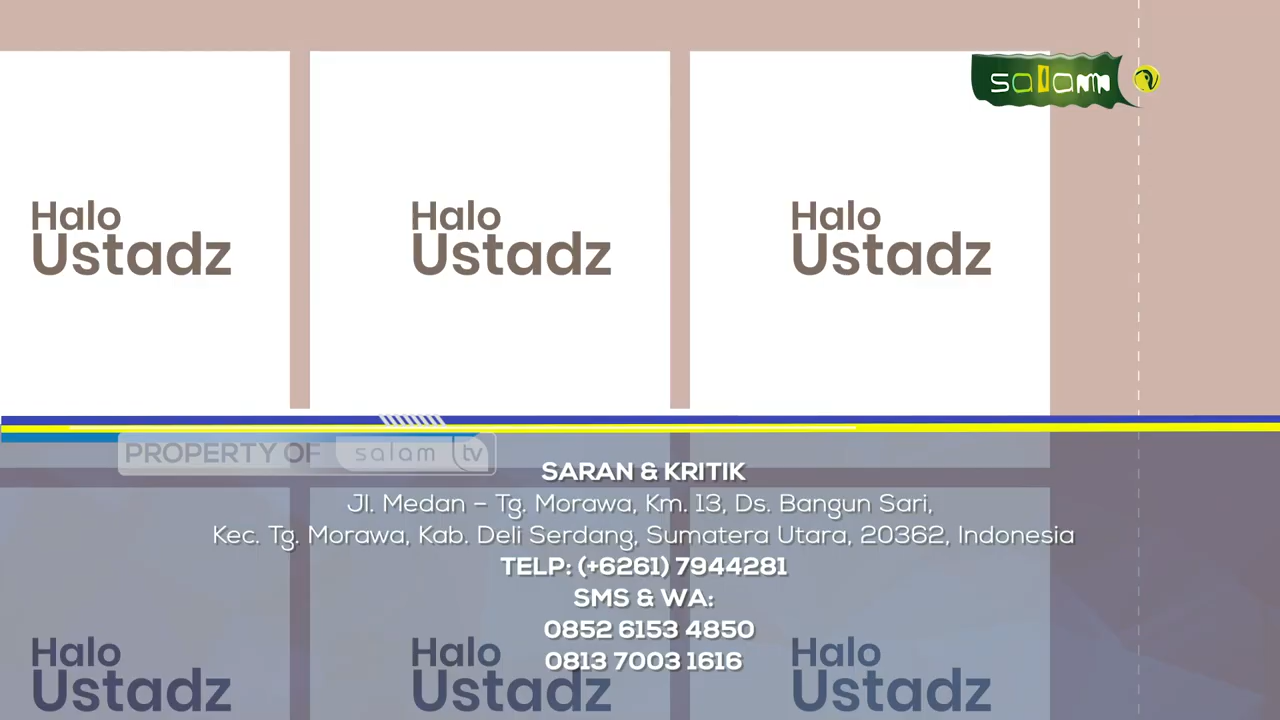 salam
Halo
Ustadz
Halo
Ustadz
Halo
Ustadz
PROPERTY OF salam tv
SARAN & KRITIK
Jl. Medan – Tg. Morawa, Km. 13, Ds. Bangun Sari,
Kec. Tg. Morawa, Kab. Deli Serdang, Sumatera Utara, 20362, Indonesia
TELP: (+6261) 7944281
SMS & WA:
0852 6153 4850
0813 7003 1616
Halo
Ustadz
Halo
Ustadz
Halo
Ustadz